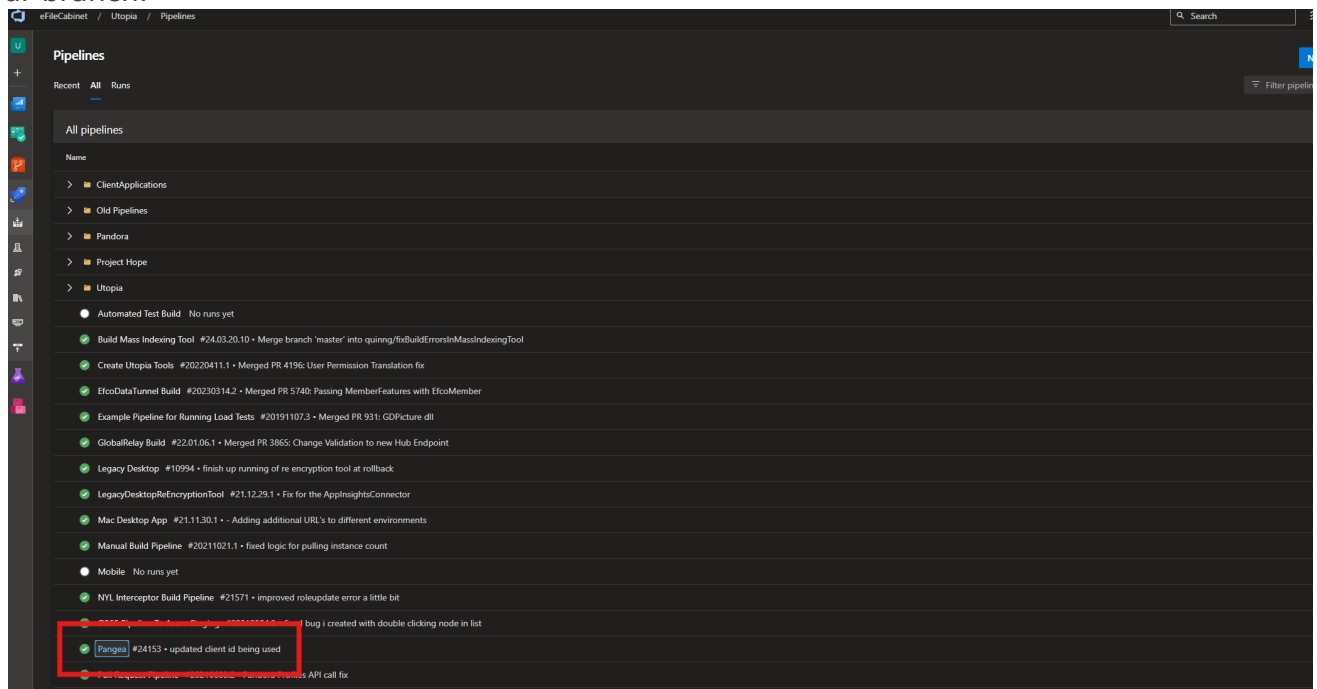 eFileCabinet / Utopia / Pipelines
Search
U
Pipelines
N
Recent All Runs
Filter pipelin
All pipelines
Name
ClientApplications
Old Pipelines
Pandora
Project Hope
Utopia
Automated Test Build No runs yet
Build Mass Indexing Tool #24.03.20.10 • Merge branch 'master' into quinng/fixBuildErrorsInMassIndexingTool
Create Utopia Tools #20220411.1 • Merged PR 4196: User Permission Translation fix
EfcoDataTunnel Build #20230314.2 • Merged PR 5740: Passing MemberFeatures with EfcoMember
Example Pipeline for Running Load Tests #20191107.3 • Merged PR 931: GDPicture dll
GlobalRelay Build #22.01.06.1 • Merged PR 3865: Change Validation to new Hub Endpoint
Legacy Desktop #10994 • finish up running of re encryption tool at rollback
LegacyDesktopReEncryptionTool #21.12.29.1 • Fix for the AppInsightsConnector
Mac Desktop App #21.11.30.1 • - Adding additional URL's to different environments
Manual Build Pipeline #20211021.1 • fixed logic for pulling instance count
Mobile No runs yet
NYL Interceptor Build Pipeline #21571 • improved roleupdate error a little bit
bug i created with double clicking node in list
Pangea #24153 • updated client id being used
API call fix